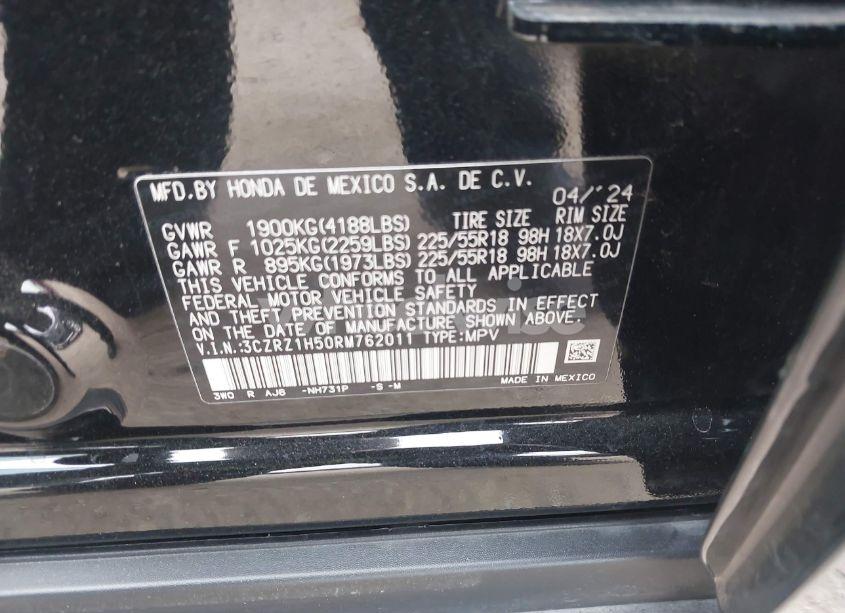 MFD.BY HONDA DE MEXICO S.A. DE C.V. 04/'24
GVWR 1900KG(4188LBS) TIRE SIZE RIM SIZE
GAWR F 1025KG(2259LBS) 225/55R18 98H 18X7.0J
GAWR R 895KG(1973LBS) 225/55R18 98H 18X7.0J
THIS VEHICLE CONFORMS TO ALL APPLICABLE
FEDERAL MOTOR VEHICLE SAFETY
AND THEFT PREVENTION STANDARDS IN EFFECT
ON THE DATE OF MANUFACTURE SHOWN ABOVE.
V.I.N.:3CZRZ1H50RM762011 TYPE:MPV
3W0 R AJ6 -NH731P -S -M MADE IN MEXICO